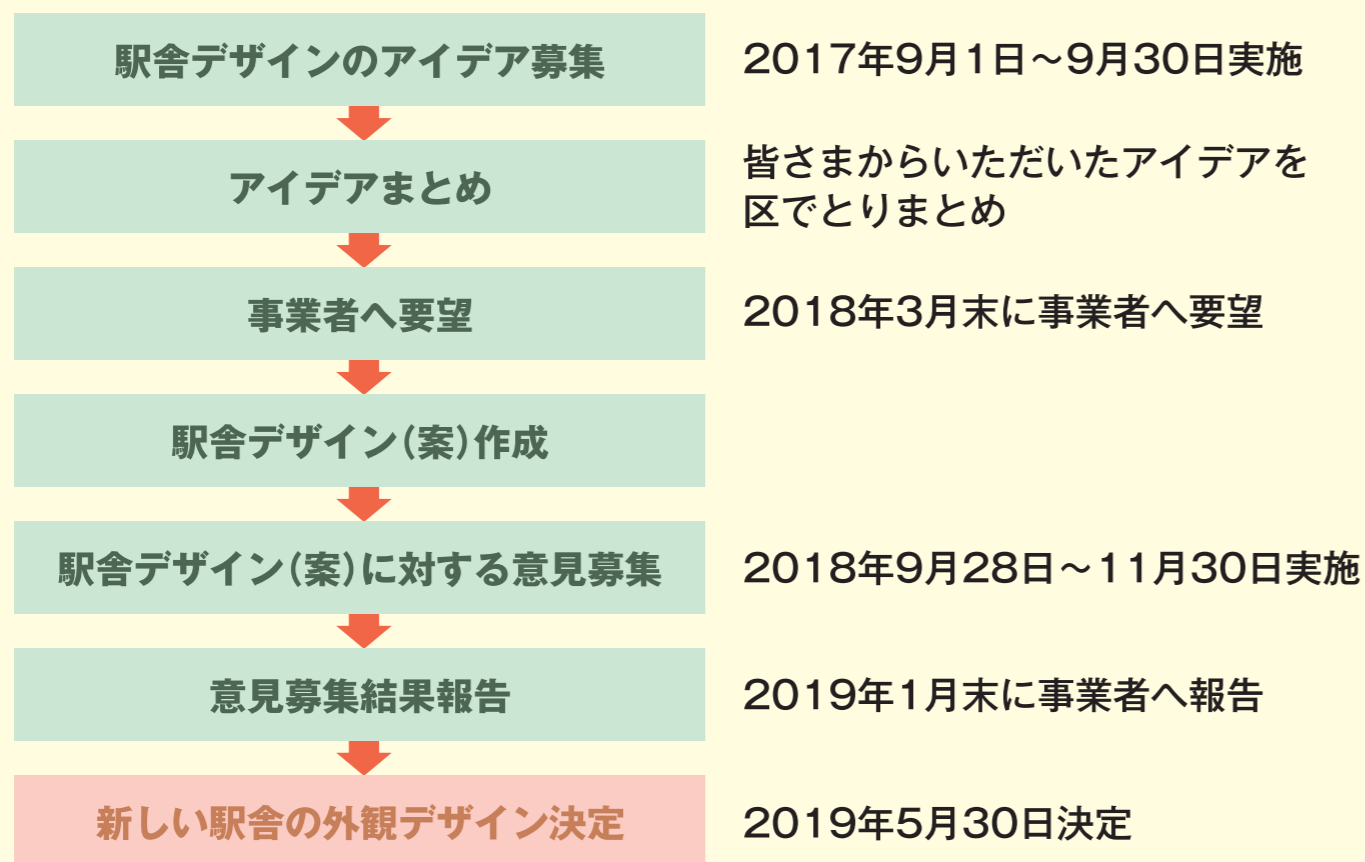 駅舎デザインのアイデア募集
2017年9月1日～9月30日実施
アイデアまとめ
皆さまからいただいたアイデアを
区でとりまとめ
事業者へ要望
2018年3月末に事業者へ要望
駅舎デザイン（案）作成
駅舎デザイン（案）に対する意見募集
2018年9月28日～11月30日実施
意見募集結果報告
2019年1月末に事業者へ報告
新しい駅舎の外観デザイン決定
2019年5月30日決定